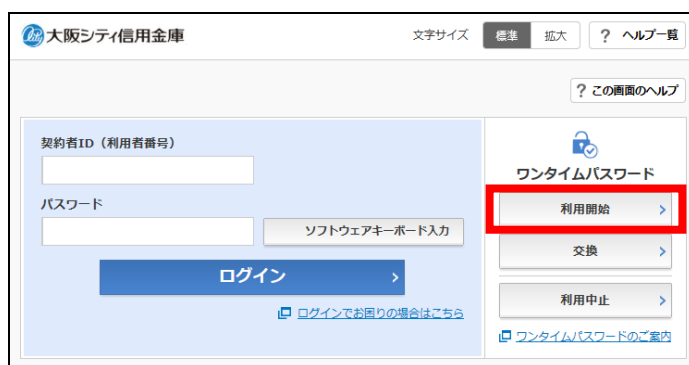 大阪シティ信用金庫
文字サイズ 標準 拡大 ? ヘルプ一覧
? この画面のヘルプ
契約者ID（利用者番号）
パスワード
ソフトウェアキーボード入力
ログイン
ログインでお困りの場合はこちら
ワンタイムパスワード
利用開始
交換
利用中止
ワンタイムパスワードのご案内